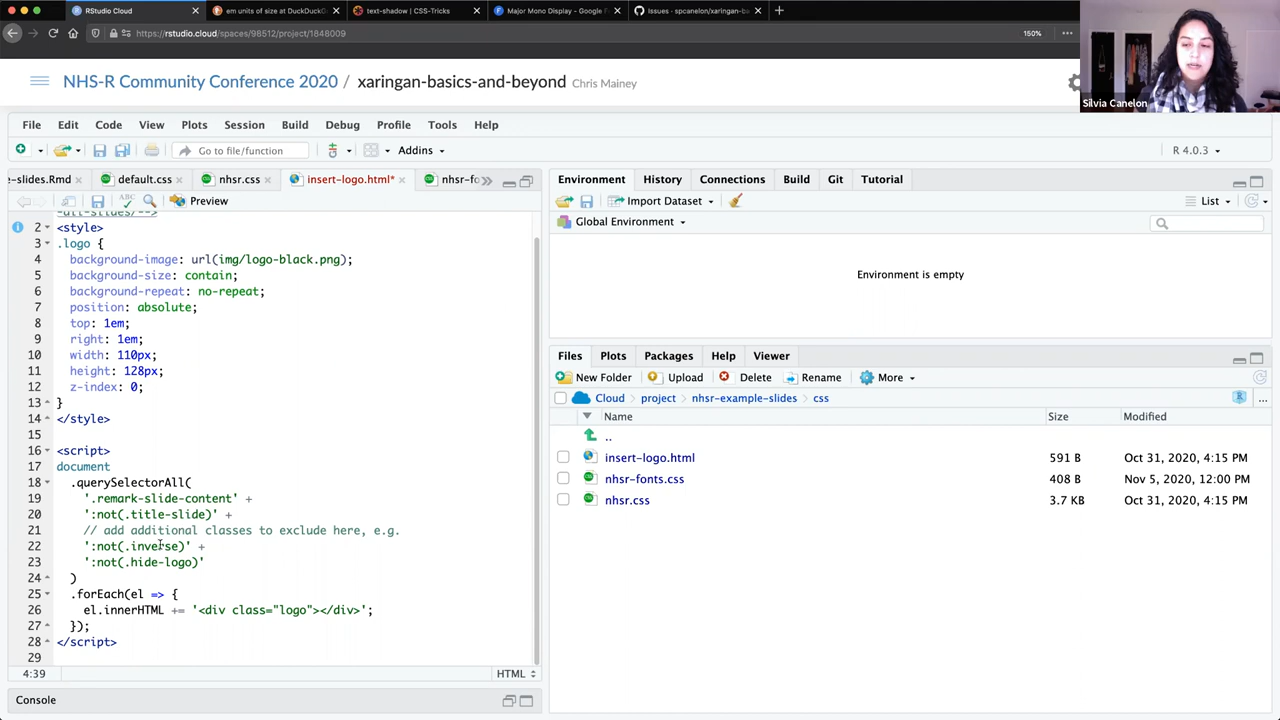 RStudio Cloud
em units of size at DuckDuckG
text-shadow | CSS-Tricks
Major Mono Display - Google F
Issues · spcanelon/xaringan-b
https://rstudio.cloud/spaces/98512/project/1848009
150%
NHS-R Community Conference 2020 / xaringan-basics-and-beyond Chris Mainey
Silvia Canelon
File Edit Code View Plots Session Build Debug Profile Tools Help
Go to file/function
Addins
R 4.0.3
e-slides.Rmd
default.css
nhsr.css
insert-logo.html*
nhsr-fo
Preview
all-slides/-->
2 <style>
3 .logo {
4 background-image: url(img/logo-black.png);
5 background-size: contain;
6 background-repeat: no-repeat;
7 position: absolute;
8 top: 1em;
9 right: 1em;
10 width: 110px;
11 height: 128px;
12 z-index: 0;
13 }
14 </style>
15
16 <script>
17 document
18 .querySelectorAll(
19 '.remark-slide-content' +
20 ':not(.title-slide)' +
21 // add additional classes to exclude here, e.g.
22 ':not(.inverse)' +
23 ':not(.hide-logo)'
24 )
25 .forEach(el => {
26 el.innerHTML += '<div class="logo"></div>';
27 });
28 </script>
29
4:39
HTML
Console
Environment History Connections Build Git Tutorial
Import Dataset
List
Global Environment
Environment is empty
Files Plots Packages Help Viewer
New Folder Upload Delete Rename More
Cloud project nhsr-example-slides css
...
Name Size Modified
..
insert-logo.html 591 B Oct 31, 2020, 4:15 PM
nhsr-fonts.css 408 B Nov 5, 2020, 12:00 PM
nhsr.css 3.7 KB Oct 31, 2020, 4:15 PM